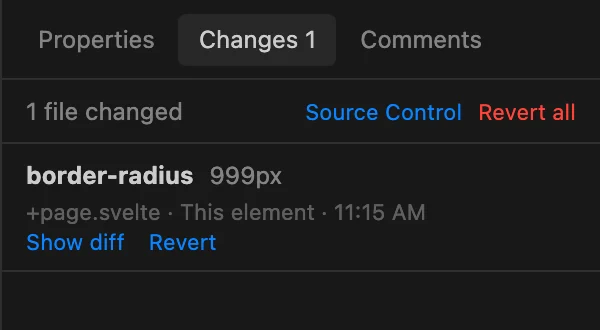 Properties Changes 1 Comments
1 file changed Source Control Revert all
border-radius 999px
+page.svelte · This element · 11:15 AM
Show diff Revert